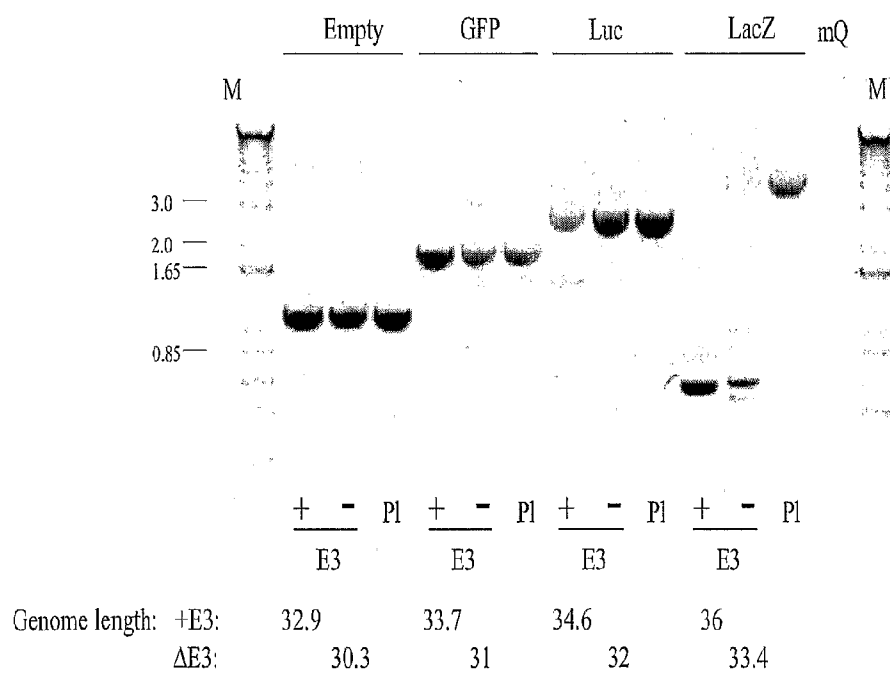 Empty GFP Luc LacZ mQ
M M
3.0
2.0
1.65
0.85
+ - Pl + - Pl + - Pl + - Pl
E3 E3 E3 E3
Genome length: +E3: 32.9 33.7 34.6 36
ΔE3: 30.3 31 32 33.4